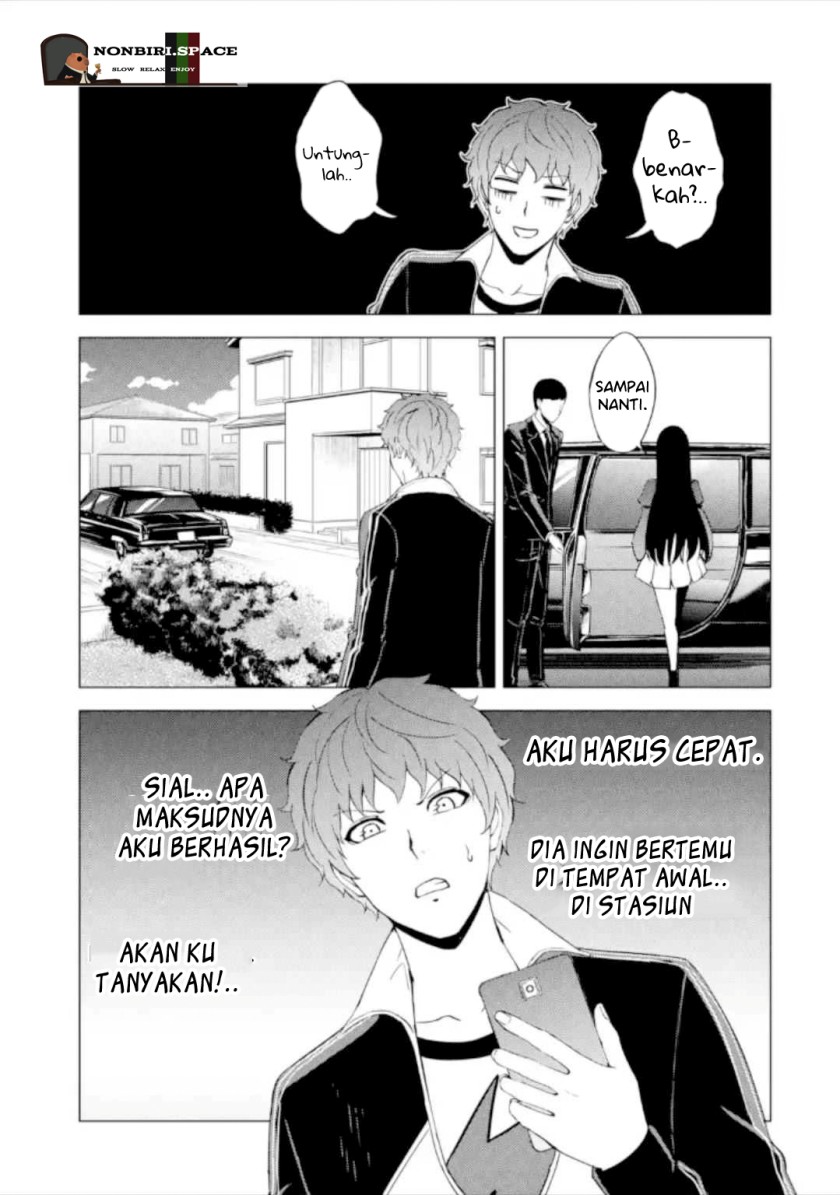 NONBIRI.SPACE
SLOW RELAX ENJOY
B-
benar-
kah?..
Untung-
lah..
SAMPAI
NANTI.
AKU HARUS CEPAT.
DIA INGIN BERTEMU
DI TEMPAT AWAL..
DI STASIUN
SIAL.. APA
MAKSUDNYA
AKU BERHASIL?
AKAN KU
TANYAKAN!..